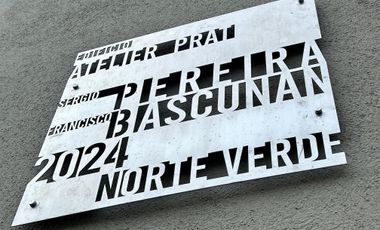 EDIFICIO
ATELIER PRAT
SERGIO PEREIRA
FRANCISCO BASCUNAN
2024
NORTE VERDE